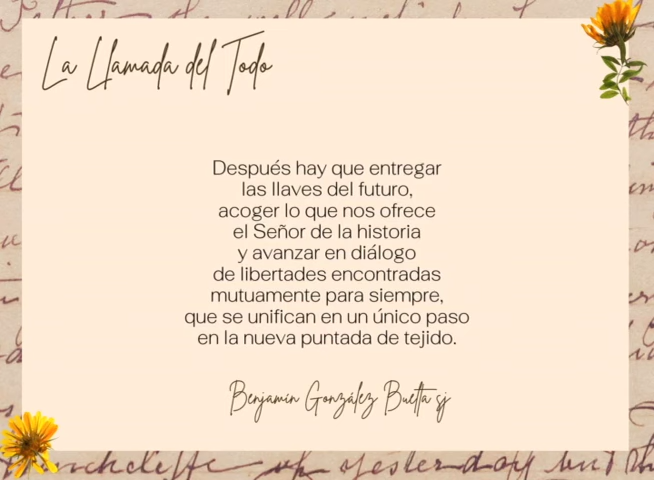 La Llamada del Todo
Después hay que entregar
las llaves del futuro,
acoger lo que nos ofrece
el Señor de la historia
y avanzar en diálogo
de libertades encontradas
mutuamente para siempre,
que se unifican en un único paso
en la nueva puntada de tejido.
Benjamín González Buelta sj
of yesterday